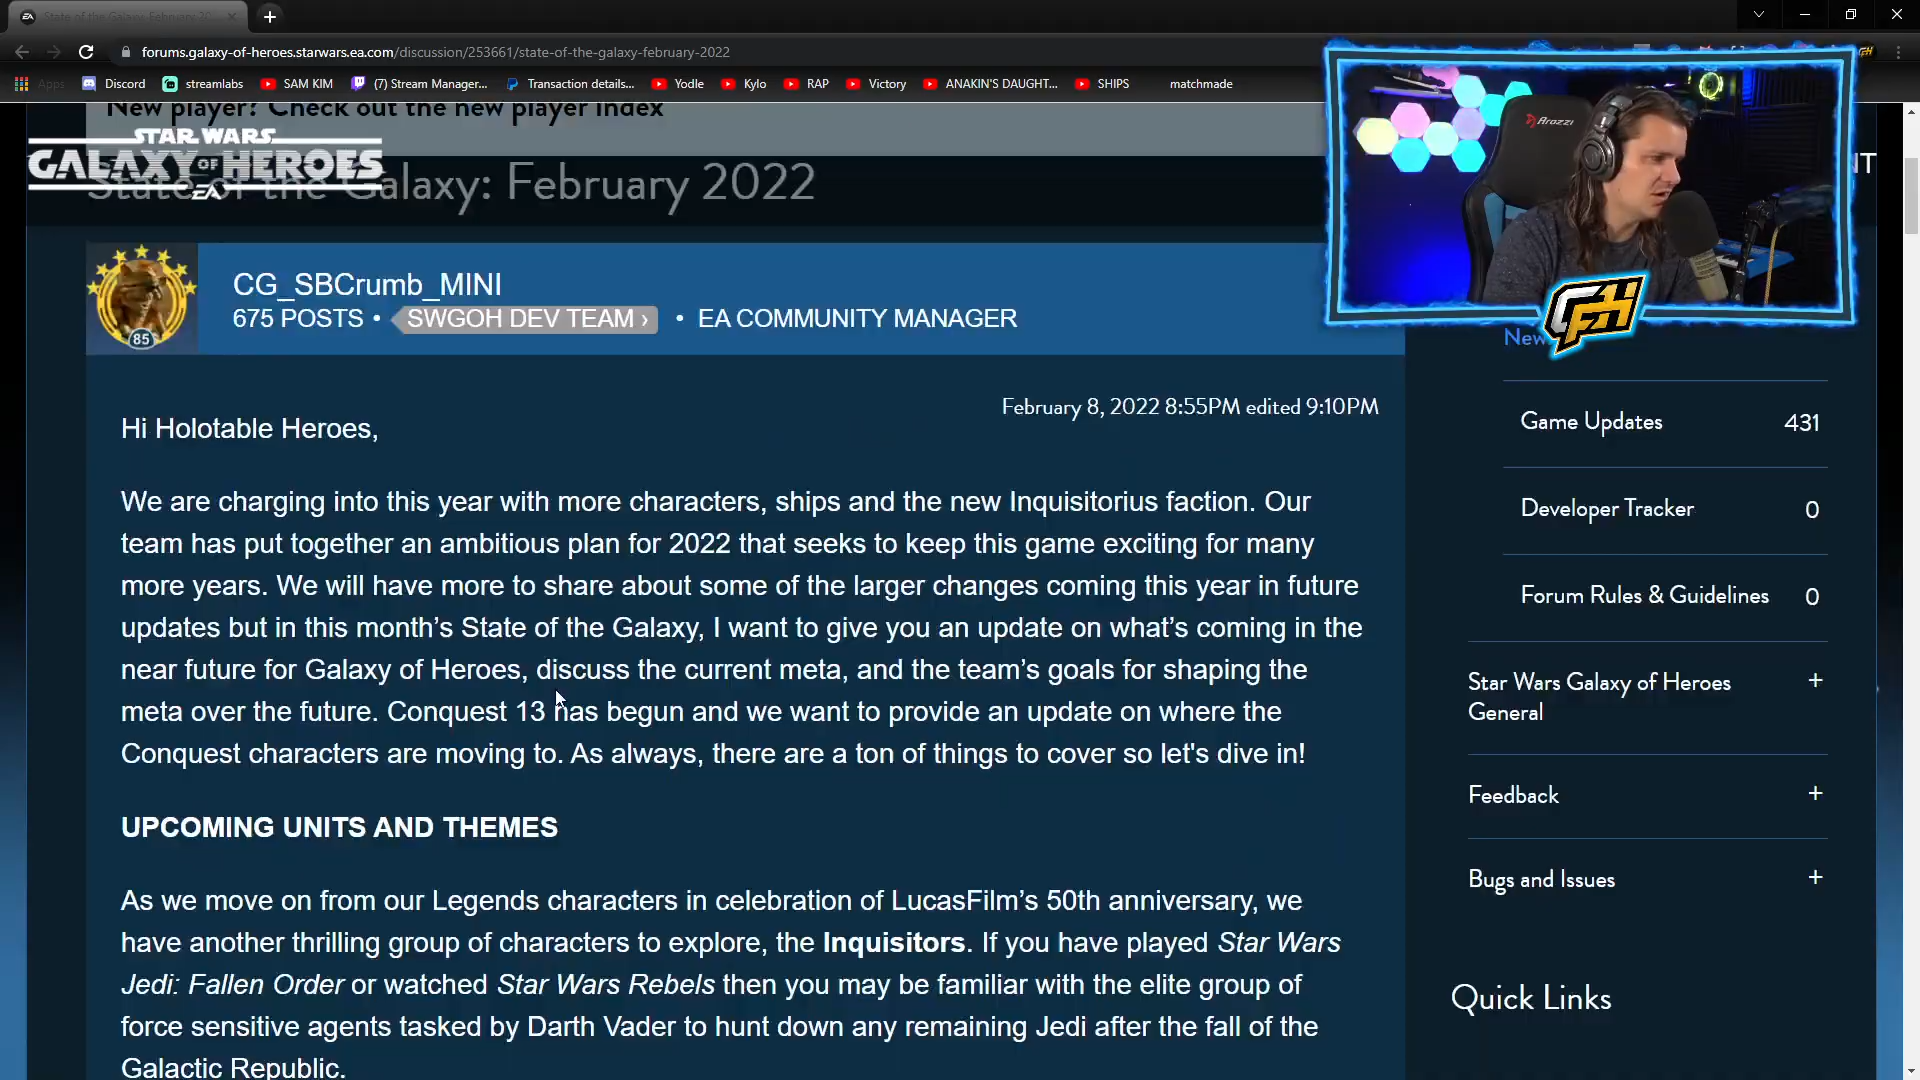 State of the Galaxy: February 20
forums.galaxy-of-heroes.starwars.ea.com/discussion/253661/state-of-the-galaxy-february-2022
Apps Discord streamlabs SAM KIM (7) Stream Manager... Transaction details... Yodle Kylo RAP Victory ANAKIN'S DAUGHT... SHIPS matchmade
New player? Check out the new player index
STAR WARS
GALAXY OF HEROES
EA
State of the Galaxy: February 2022
Arozzi
GFH
CG_SBCrumb_MINI
675 POSTS • SWGOH DEV TEAM › • EA COMMUNITY MANAGER
85
February 8, 2022 8:55PM edited 9:10PM
Hi Holotable Heroes,
We are charging into this year with more characters, ships and the new Inquisitorius faction. Our
team has put together an ambitious plan for 2022 that seeks to keep this game exciting for many
more years. We will have more to share about some of the larger changes coming this year in future
updates but in this month's State of the Galaxy, I want to give you an update on what's coming in the
near future for Galaxy of Heroes, discuss the current meta, and the team's goals for shaping the
meta over the future. Conquest 13 has begun and we want to provide an update on where the
Conquest characters are moving to. As always, there are a ton of things to cover so let's dive in!
UPCOMING UNITS AND THEMES
As we move on from our Legends characters in celebration of LucasFilm's 50th anniversary, we
have another thrilling group of characters to explore, the Inquisitors. If you have played Star Wars
Jedi: Fallen Order or watched Star Wars Rebels then you may be familiar with the elite group of
force sensitive agents tasked by Darth Vader to hunt down any remaining Jedi after the fall of the
Galactic Republic.
New
Game Updates 431
Developer Tracker 0
Forum Rules & Guidelines 0
Star Wars Galaxy of Heroes +
General
Feedback +
Bugs and Issues +
Quick Links